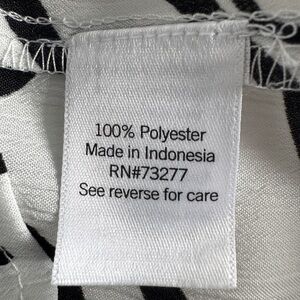 100% Polyester
Made in Indonesia
RN#73277
See reverse for care